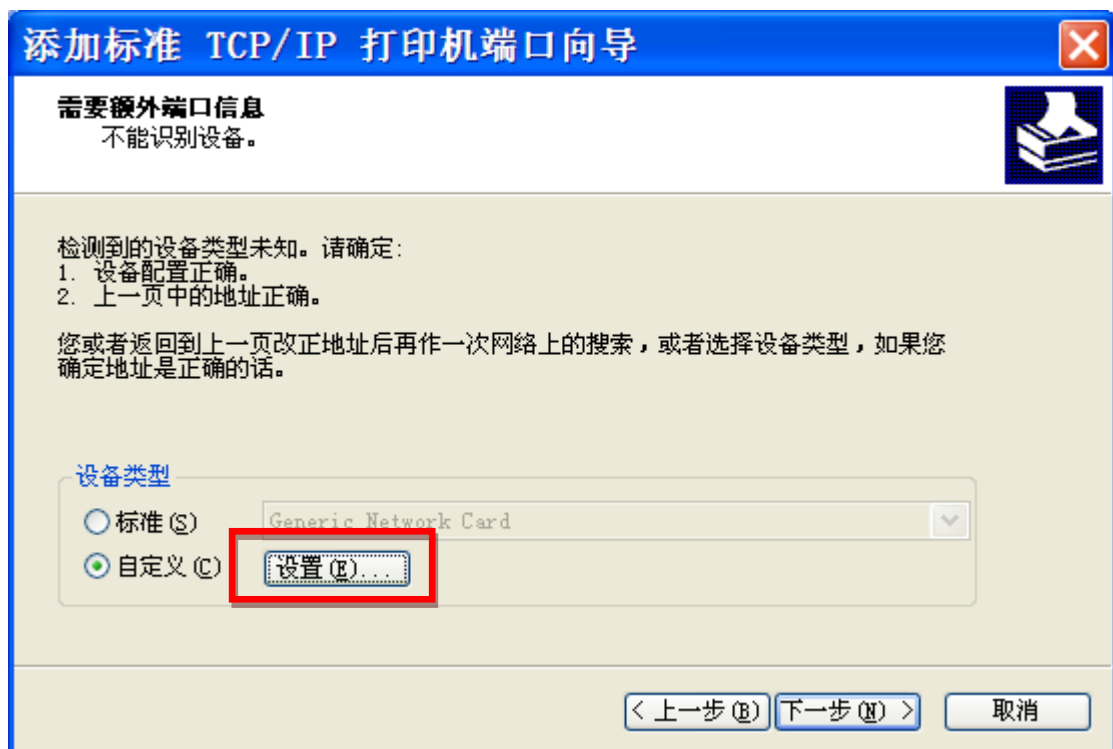 添加标准 TCP/IP 打印机端口向导
需要额外端口信息
不能识别设备。
检测到的设备类型未知。请确定:
1. 设备配置正确。
2. 上一页中的地址正确。
您或者返回到上一页改正地址后再作一次网络上的搜索，或者选择设备类型，如果您
确定地址是正确的话。
设备类型
标准(S) Generic Network Card
自定义(C) 设置(E)...
< 上一步(B) 下一步(N) > 取消